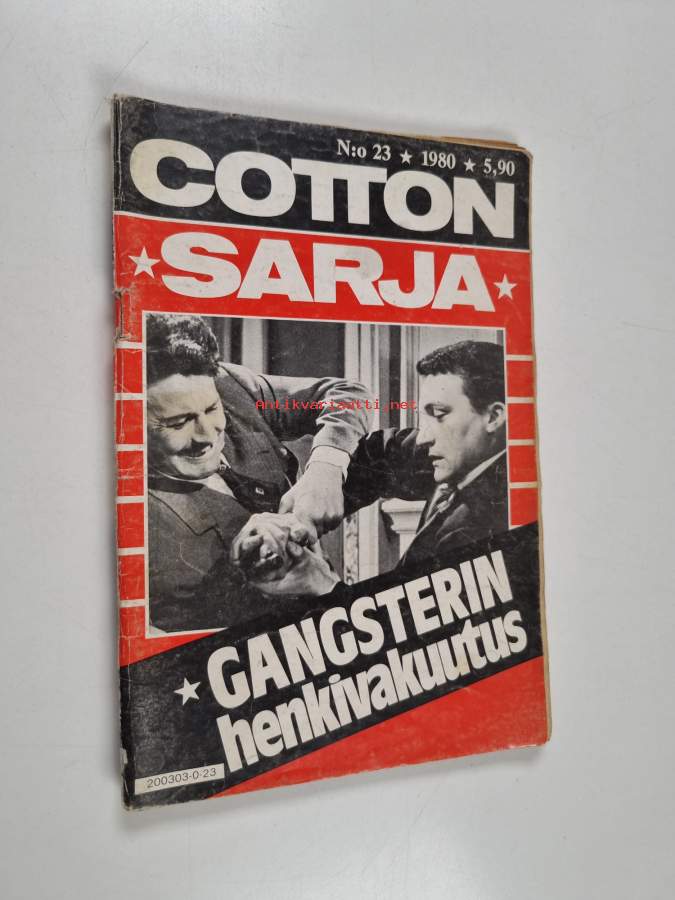 N:o 23 ★ 1980 ★ 5,90
COTTON
★ SARJA ★
Antikvariaatti.net
★ GANGSTERIN
henkivakuutus
200303-0-23